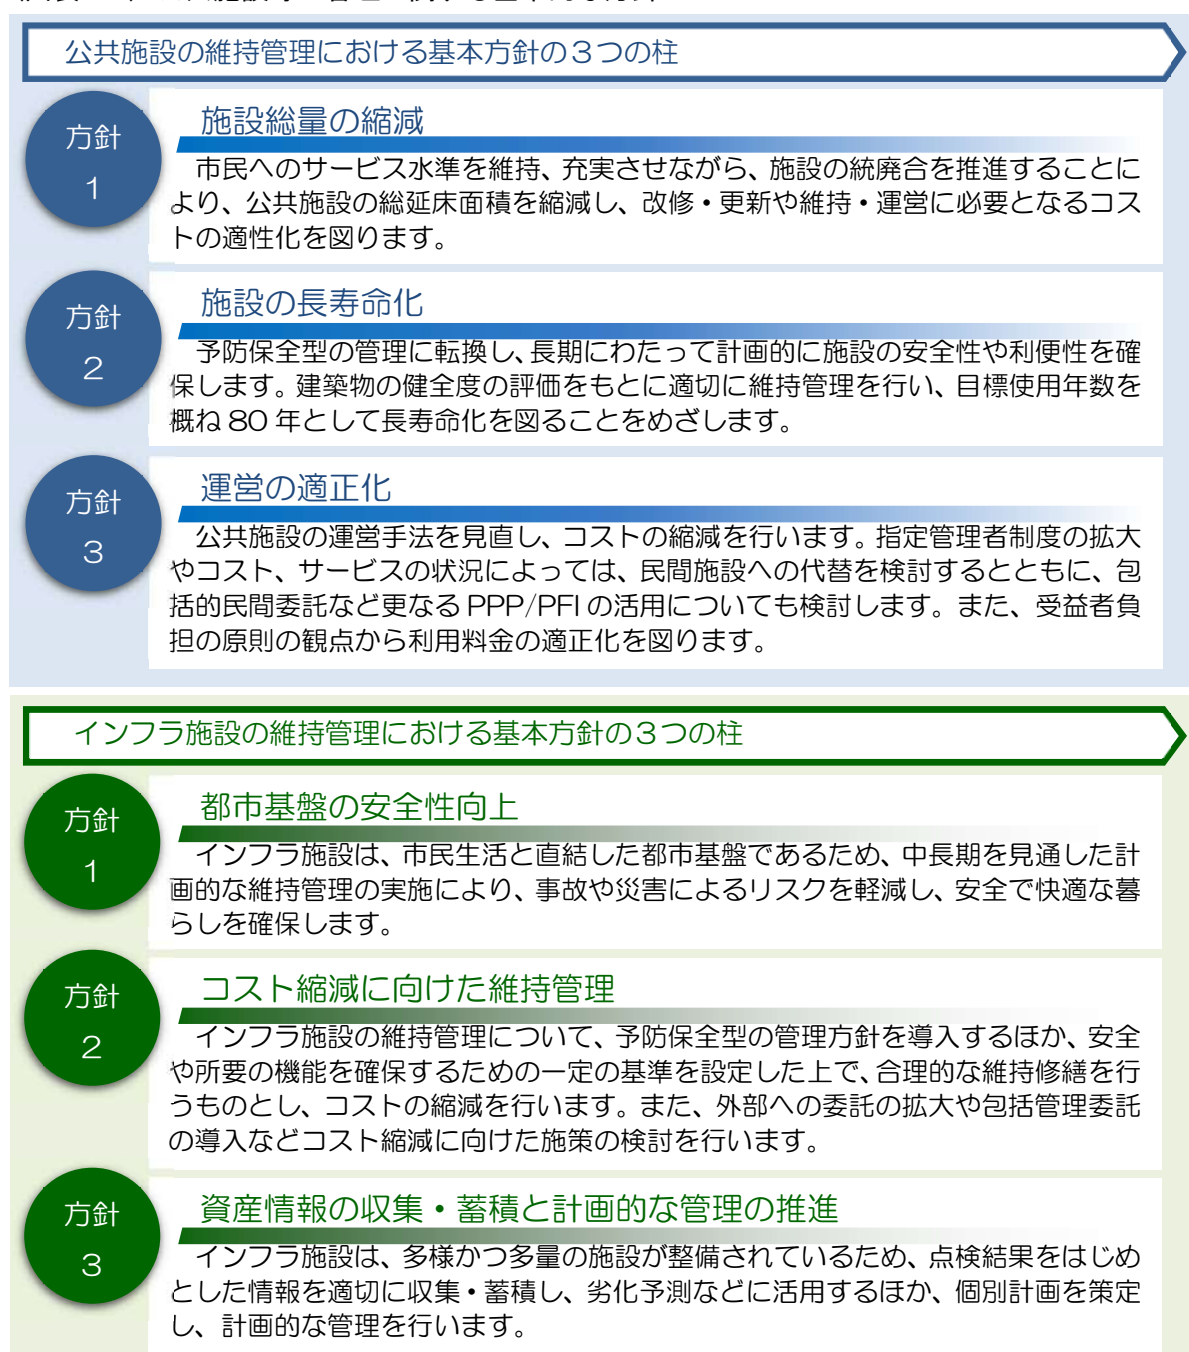 公共施設の維持管理における基本方針の３つの柱
方針
1
施設総量の縮減
市民へのサービス水準を維持、充実させながら、施設の統廃合を推進することに
より、公共施設の総延床面積を縮減し、改修・更新や維持・運営に必要となるコス
トの適性化を図ります。
方針
2
施設の長寿命化
予防保全型の管理に転換し、長期にわたって計画的に施設の安全性や利便性を確
保します。建築物の健全度の評価をもとに適切に維持管理を行い、目標使用年数を
概ね 80 年として長寿命化を図ることをめざします。
方針
3
運営の適正化
公共施設の運営手法を見直し、コストの縮減を行います。指定管理者制度の拡大
やコスト、サービスの状況によっては、民間施設への代替を検討するとともに、包
括的民間委託など更なる PPP/PFI の活用についても検討します。また、受益者負
担の原則の観点から利用料金の適正化を図ります。
インフラ施設の維持管理における基本方針の３つの柱
方針
1
都市基盤の安全性向上
インフラ施設は、市民生活と直結した都市基盤であるため、中長期を見通した計
画的な維持管理の実施により、事故や災害によるリスクを軽減し、安全で快適な暮
らしを確保します。
方針
2
コスト縮減に向けた維持管理
インフラ施設の維持管理について、予防保全型の管理方針を導入するほか、安全
や所要の機能を確保するための一定の基準を設定した上で、合理的な維持修繕を行
うものとし、コストの縮減を行います。また、外部への委託の拡大や包括管理委託
の導入などコスト縮減に向けた施策の検討を行います。
方針
3
資産情報の収集・蓄積と計画的な管理の推進
インフラ施設は、多様かつ多量の施設が整備されているため、点検結果をはじめ
とした情報を適切に収集・蓄積し、劣化予測などに活用するほか、個別計画を策定
し、計画的な管理を行います。